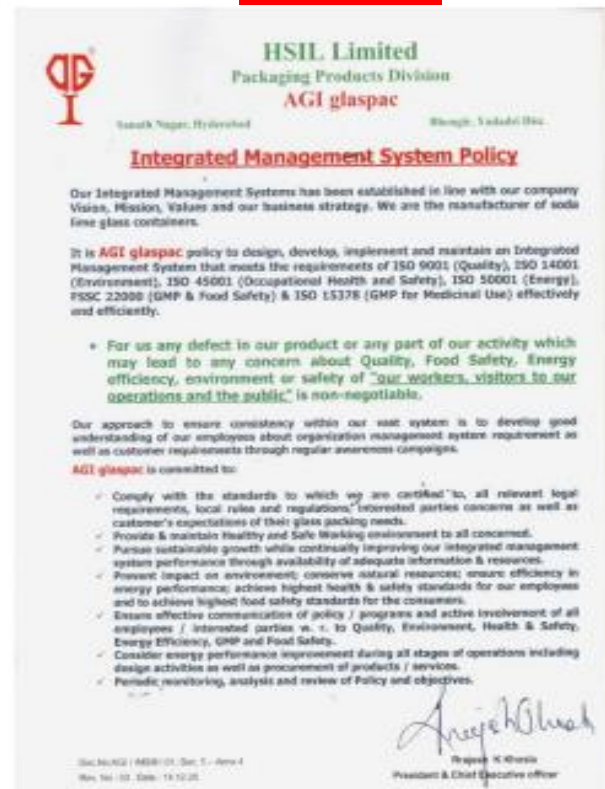 HSIL Limited
Packaging Products Division
AGI glaspac
Sanath Nagar, Hyderabad
Bhongir, Yadadri Dist.
Integrated Management System Policy
Our Integrated Management Systems has been established in line with our company
Vision, Mission, Values and our business strategy. We are the manufacturer of soda
lime glass containers.
It is AGI glaspac policy to design, develop, implement and maintain an Integrated
Management System that meets the requirements of ISO 9001 (Quality), ISO 14001
(Environment), ISO 45001 (Occupational Health and Safety), ISO 50001 (Energy),
FSSC 22000 (GMP & Food Safety) & ISO 15378 (GMP for Medicinal Use) effectively
and efficiently.
• For us any defect in our product or any part of our activity which
may lead to any concern about Quality, Food Safety, Energy
efficiency, environment or safety of "our workers, visitors to our
operations and the public" is non-negotiable.
Our approach to ensure consistency within our vast system is to develop good
understanding of our employees about organization management system requirement as
well as customer requirements through regular awareness campaigns.
AGI glaspac is committed to:
✓ Comply with the standards to which we are certified to, all relevant legal
requirements, local rules and regulations, interested parties concerns as well as
customer's expectations of their glass packing needs.
✓ Provide & maintain Healthy and Safe Working environment to all concerned.
✓ Pursue sustainable growth while continually improving our integrated management
system performance through availability of adequate information & resources.
✓ Prevent impact on environment; conserve natural resources; ensure efficiency in
energy performance; achieve highest health & safety standards for our employees
and to achieve highest food safety standards for the consumers.
✓ Ensure effective communication of policy / programs and active involvement of all
employees / interested parties w. r. to Quality, Environment, Health & Safety,
Energy Efficiency, GMP and Food Safety.
✓ Consider energy performance improvement during all stages of operations including
design activities as well as procurement of products / services.
✓ Periodic monitoring, analysis and review of Policy and objectives.
Rajesh K Khosla
President & Chief Executive officer